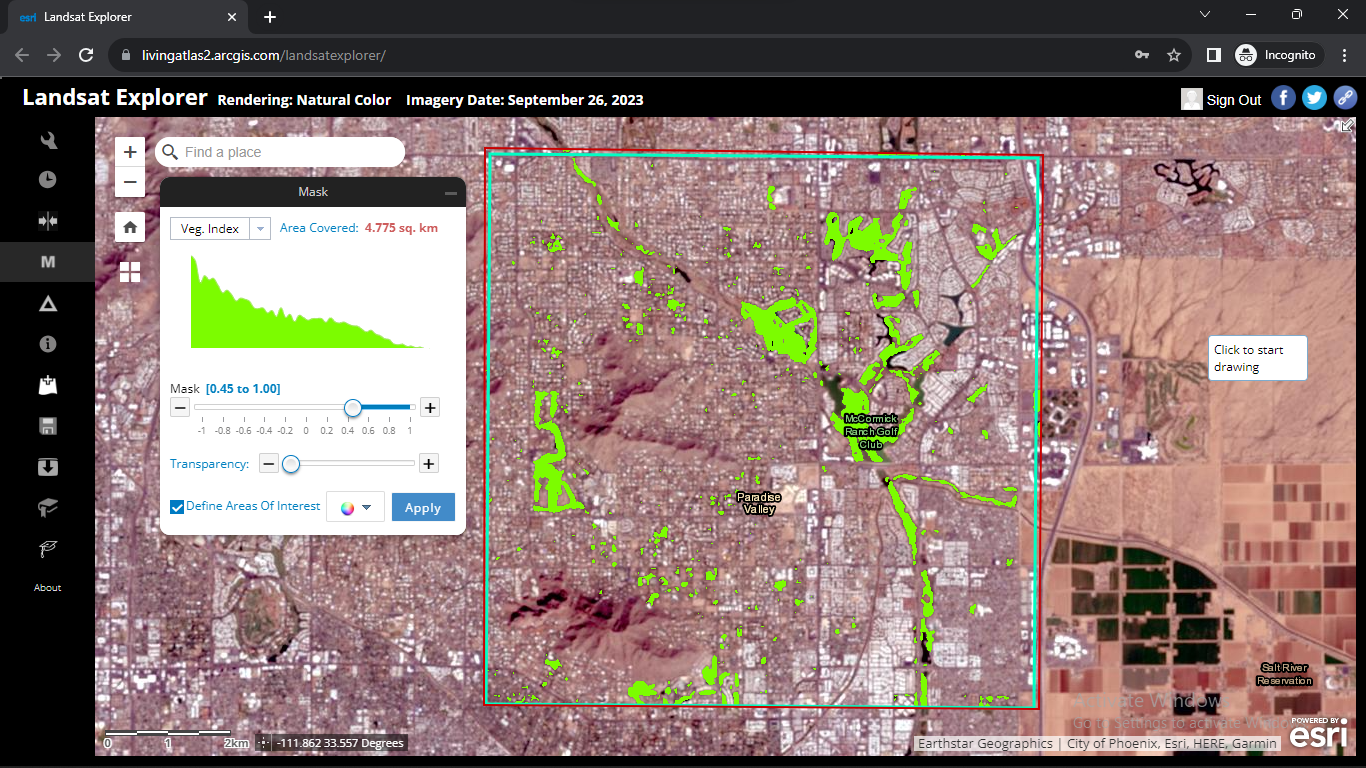 esri Landsat Explorer
livingatlas2.arcgis.com/landsatexplorer/
Incognito
Landsat Explorer Rendering: Natural Color Imagery Date: September 26, 2023
Sign Out
Find a place
Mask
Veg. Index
Area Covered: 4.775 sq. km
Mask [0.45 to 1.00]
-1 -0.8 -0.6 -0.4 -0.2 0 0.2 0.4 0.6 0.8 1
Transparency:
Define Areas Of Interest
Apply
M
About
Click to start
drawing
McCormick
Ranch Golf
Club
Paradise
Valley
Salt River
Reservation
Activate Windows
Go to Settings to activate
0 1 2km
-111.862 33.557 Degrees
Earthstar Geographics | City of Phoenix, Esri, HERE, Garmin
POWERED BY
esri